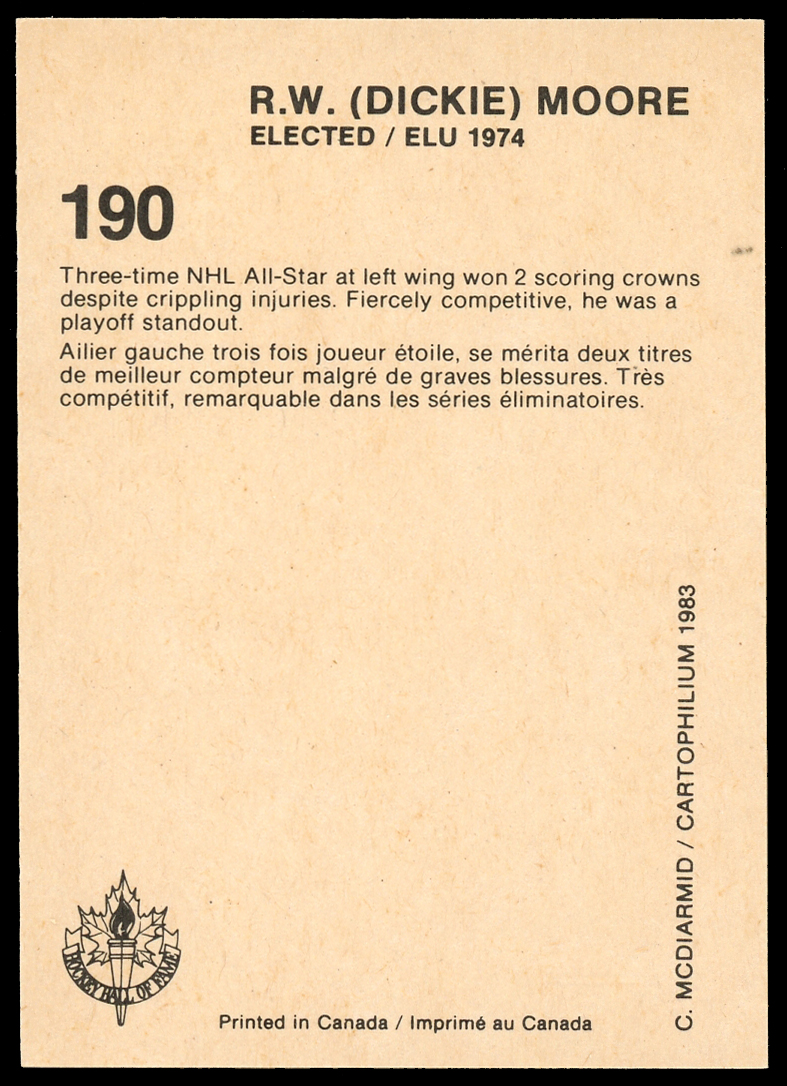 R.W. (DICKIE) MOORE
ELECTED / ELU 1974
190
Three-time NHL All-Star at left wing won 2 scoring crowns
despite crippling injuries. Fiercely competitive, he was a
playoff standout.
Ailier gauche trois fois joueur étoile, se mérita deux titres
de meilleur compteur malgré de graves blessures. Très
compétitif, remarquable dans les séries éliminatoires.
C. MCDIARMID / CARTOPHILIUM 1983
HOCKEY HALL OF FAME
Printed in Canada / Imprimé au Canada